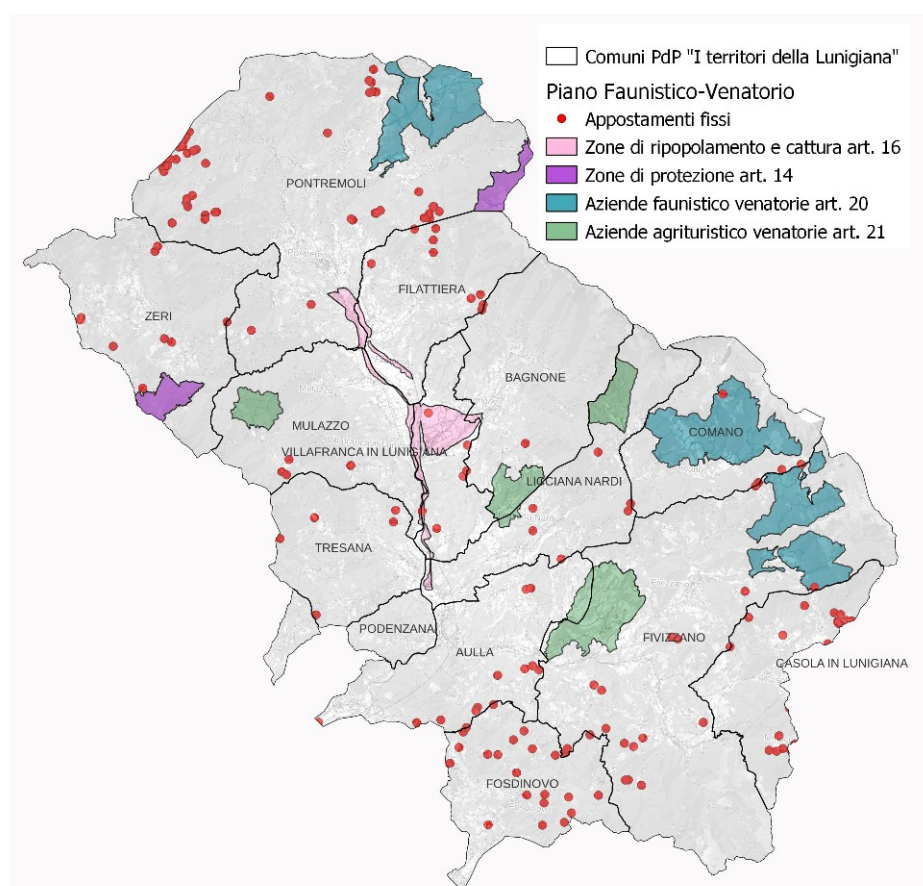 Comuni PdP "I territori della Lunigiana"
Piano Faunistico-Venatorio
Appostamenti fissi
Zone di ripopolamento e cattura art. 16
Zone di protezione art. 14
Aziende faunistico venatorie art. 20
Aziende agrituristico venatorie art. 21
PONTREMOLI
FILATTIERA
ZERI
BAGNONE
COMANO
MULAZZO
VILLAFRANCA IN LUNIGIANA
LICCIANA NARDI
TRESANA
PODENZANA
AULLA
FIVIZZANO
CASOLA IN LUNIGIANA
FOSDINOVO